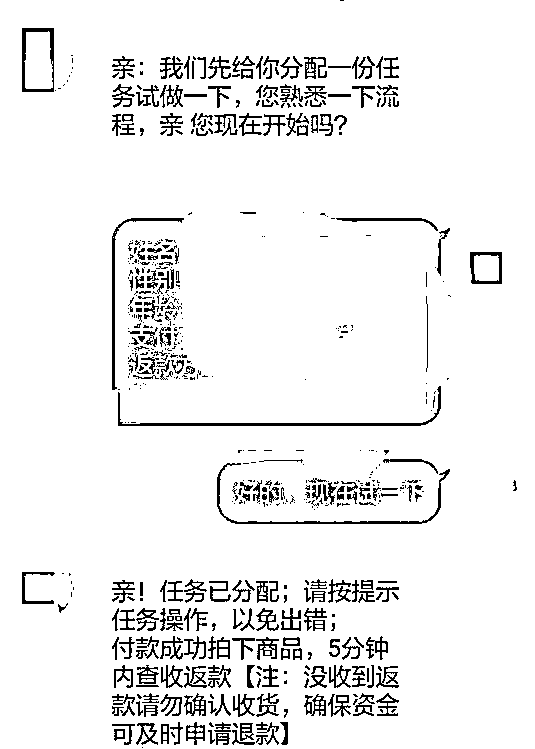 亲：我们先给你分配一份任
务试做一下，您熟悉一下流
程，亲 您现在开始吗？
姓名
性别
年龄
支付
返款方
好的，现在试一下
亲！任务已分配；请按提示
任务操作，以免出错；
付款成功拍下商品，5分钟
内查收返款【注：没收到返
款请勿确认收货，确保资金
可及时申请退款】